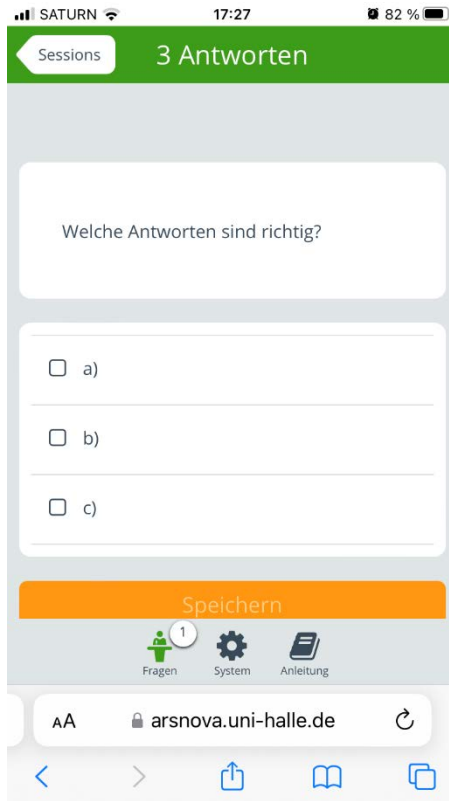 SATURN 17:27 82 %
Sessions 3 Antworten
Welche Antworten sind richtig?
a)
b)
c)
Speichern
1
Fragen System Anleitung
AA arsnova.uni-halle.de